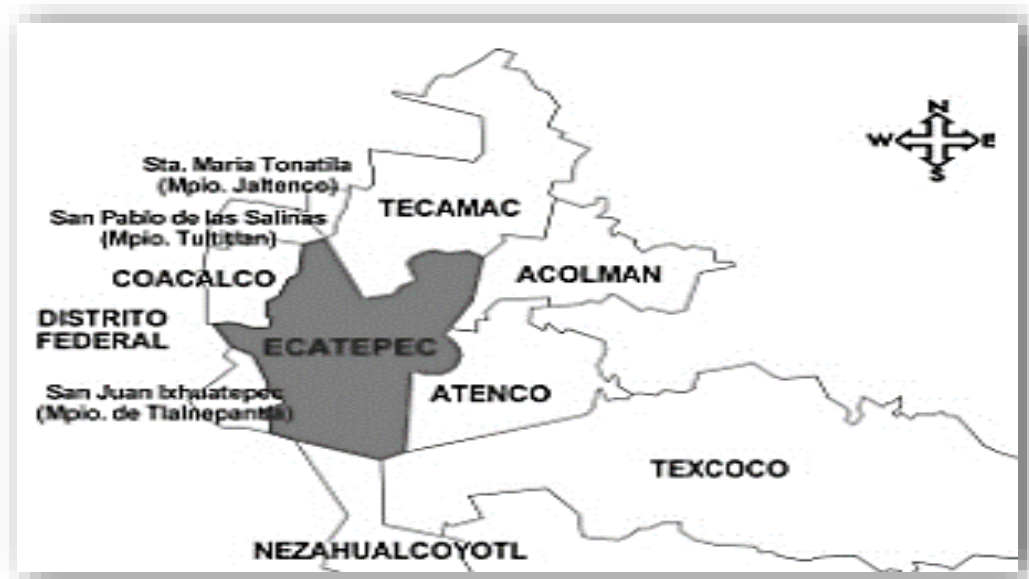 N
W E
S
Sta. Maria Tonatila
(Mpio. Jaltenco)
TECAMAC
San Pablo de las Salinas
(Mpio. Tultitlan)
COACALCO
ACOLMAN
DISTRITO
FEDERAL
ECATEPEC
San Juan Ixhuatepec
(Mpio. de Tlalnepantla)
ATENCO
TEXCOCO
NEZAHUALCOYOTL